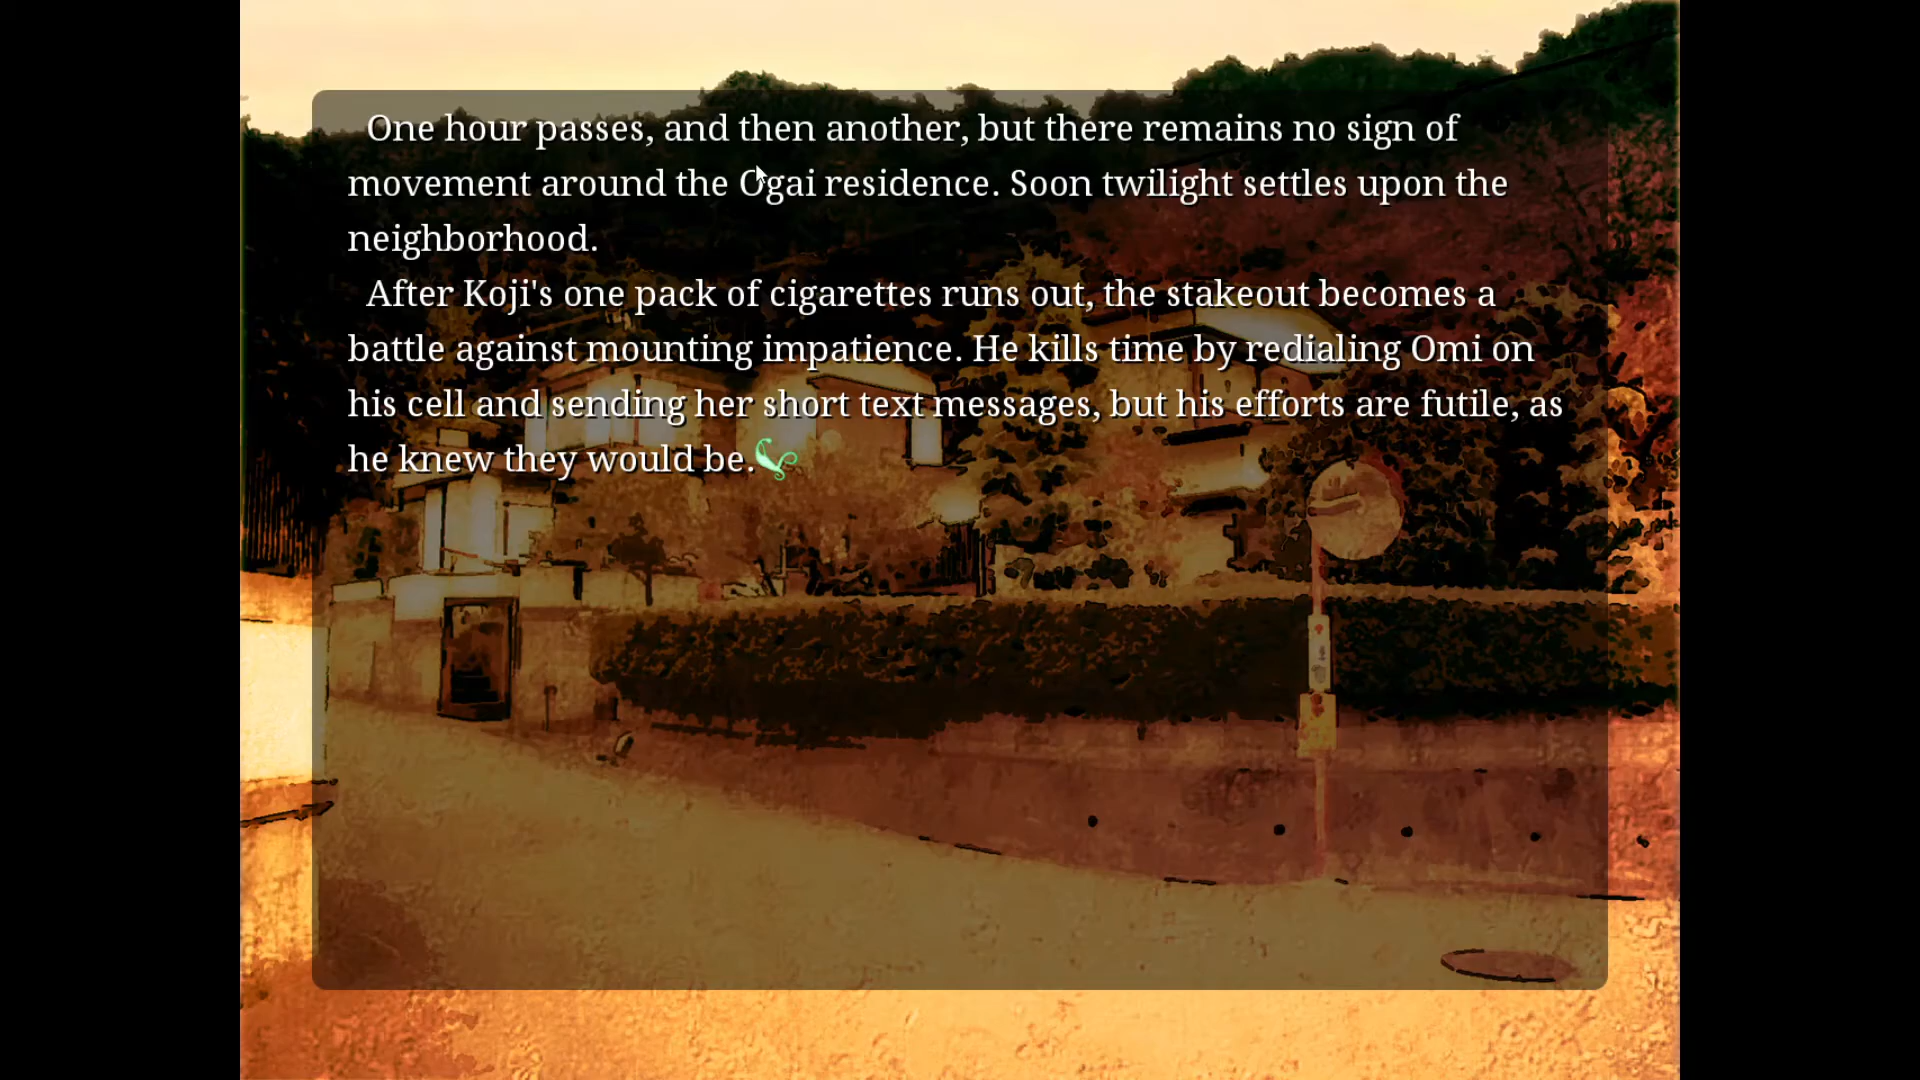 One hour passes, and then another, but there remains no sign of
movement around the Ogai residence. Soon twilight settles upon the
neighborhood.
After Koji's one pack of cigarettes runs out, the stakeout becomes a
battle against mounting impatience. He kills time by redialing Omi on
his cell and sending her short text messages, but his efforts are futile, as
he knew they would be.